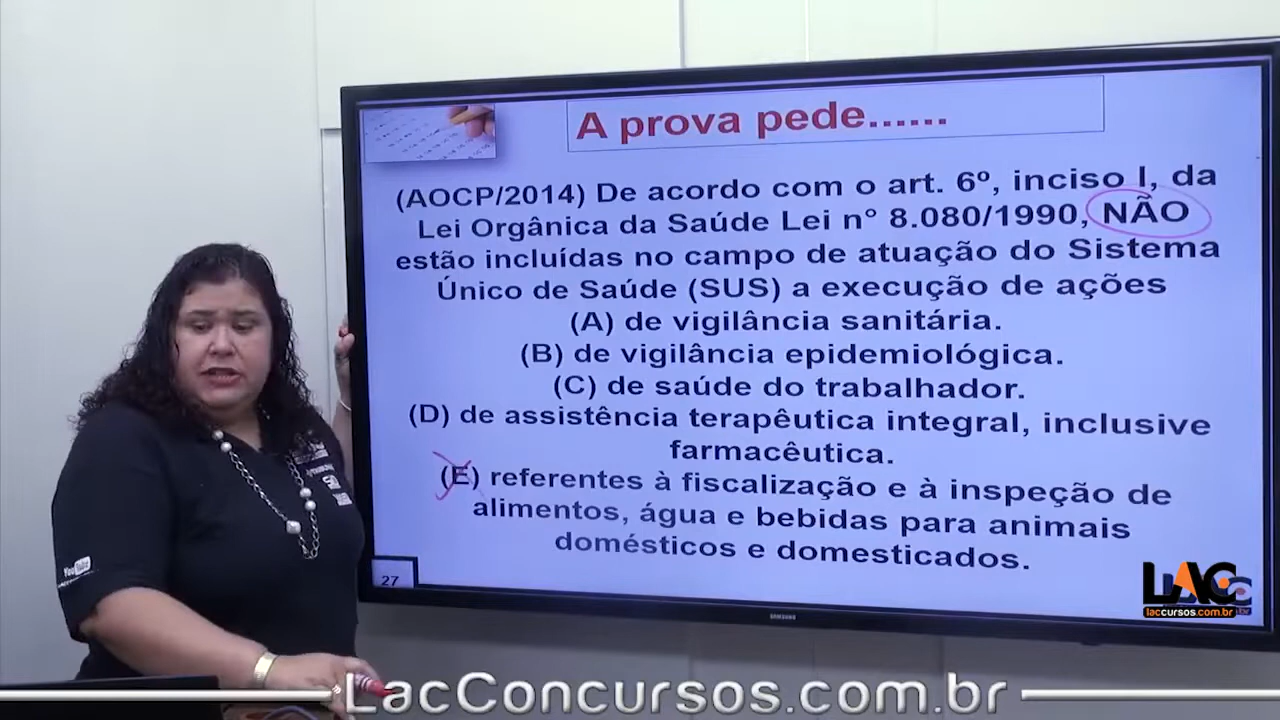 A prova pede......
(AOCP/2014) De acordo com o art. 6º, inciso I, da
Lei Orgânica da Saúde Lei n° 8.080/1990, NÃO
estão incluídas no campo de atuação do Sistema
Único de Saúde (SUS) a execução de ações
(A) de vigilância sanitária.
(B) de vigilância epidemiológica.
(C) de saúde do trabalhador.
(D) de assistência terapêutica integral, inclusive
farmacêutica.
(E) referentes à fiscalização e à inspeção de
alimentos, água e bebidas para animais
domésticos e domesticados.
27
LAC
laccursos.com.br
SAMSUNG
YouTube
LacConcursos.com.br